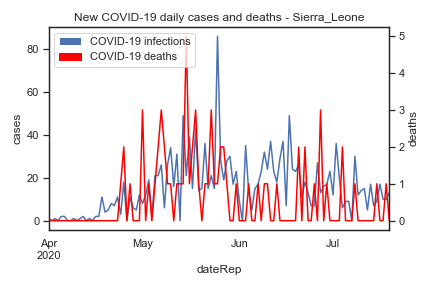 New COVID-19 daily cases and deaths - Sierra_Leone
COVID-19 infections
COVID-19 deaths
80
60
40
20
0
cases
5
4
3
2
1
0
deaths
Apr
2020
May
Jun
Jul
dateRep